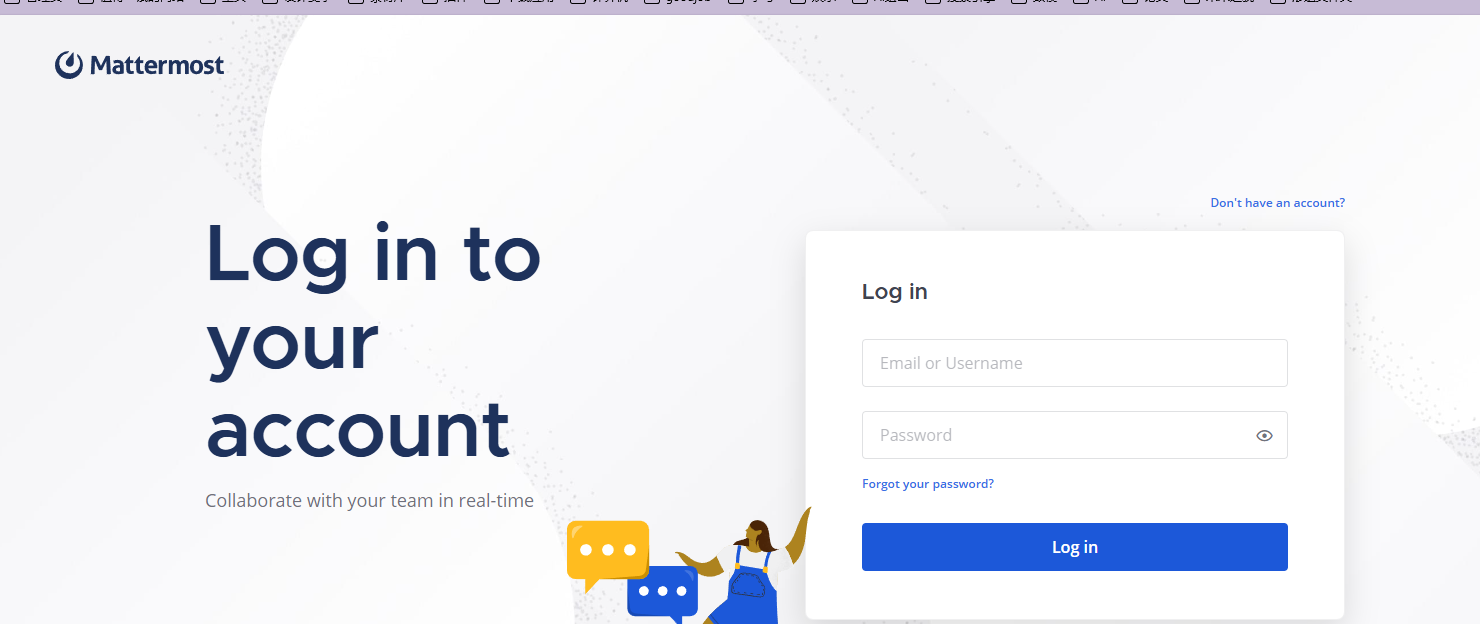 Mattermost
Don't have an account?
Log in to
your
account
Collaborate with your team in real-time
Log in
Email or Username
Password
Forgot your password?
Log in